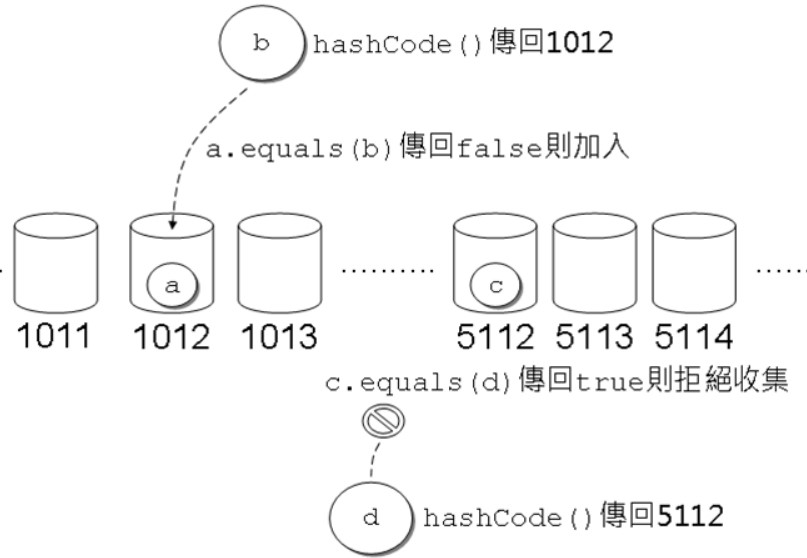 b hashCode()傳回1012
a.equals(b)傳回false則加入
a c
1011 1012 1013 .......... 5112 5113 5114 ......
c.equals(d)傳回true則拒絕收集
d hashCode()傳回5112